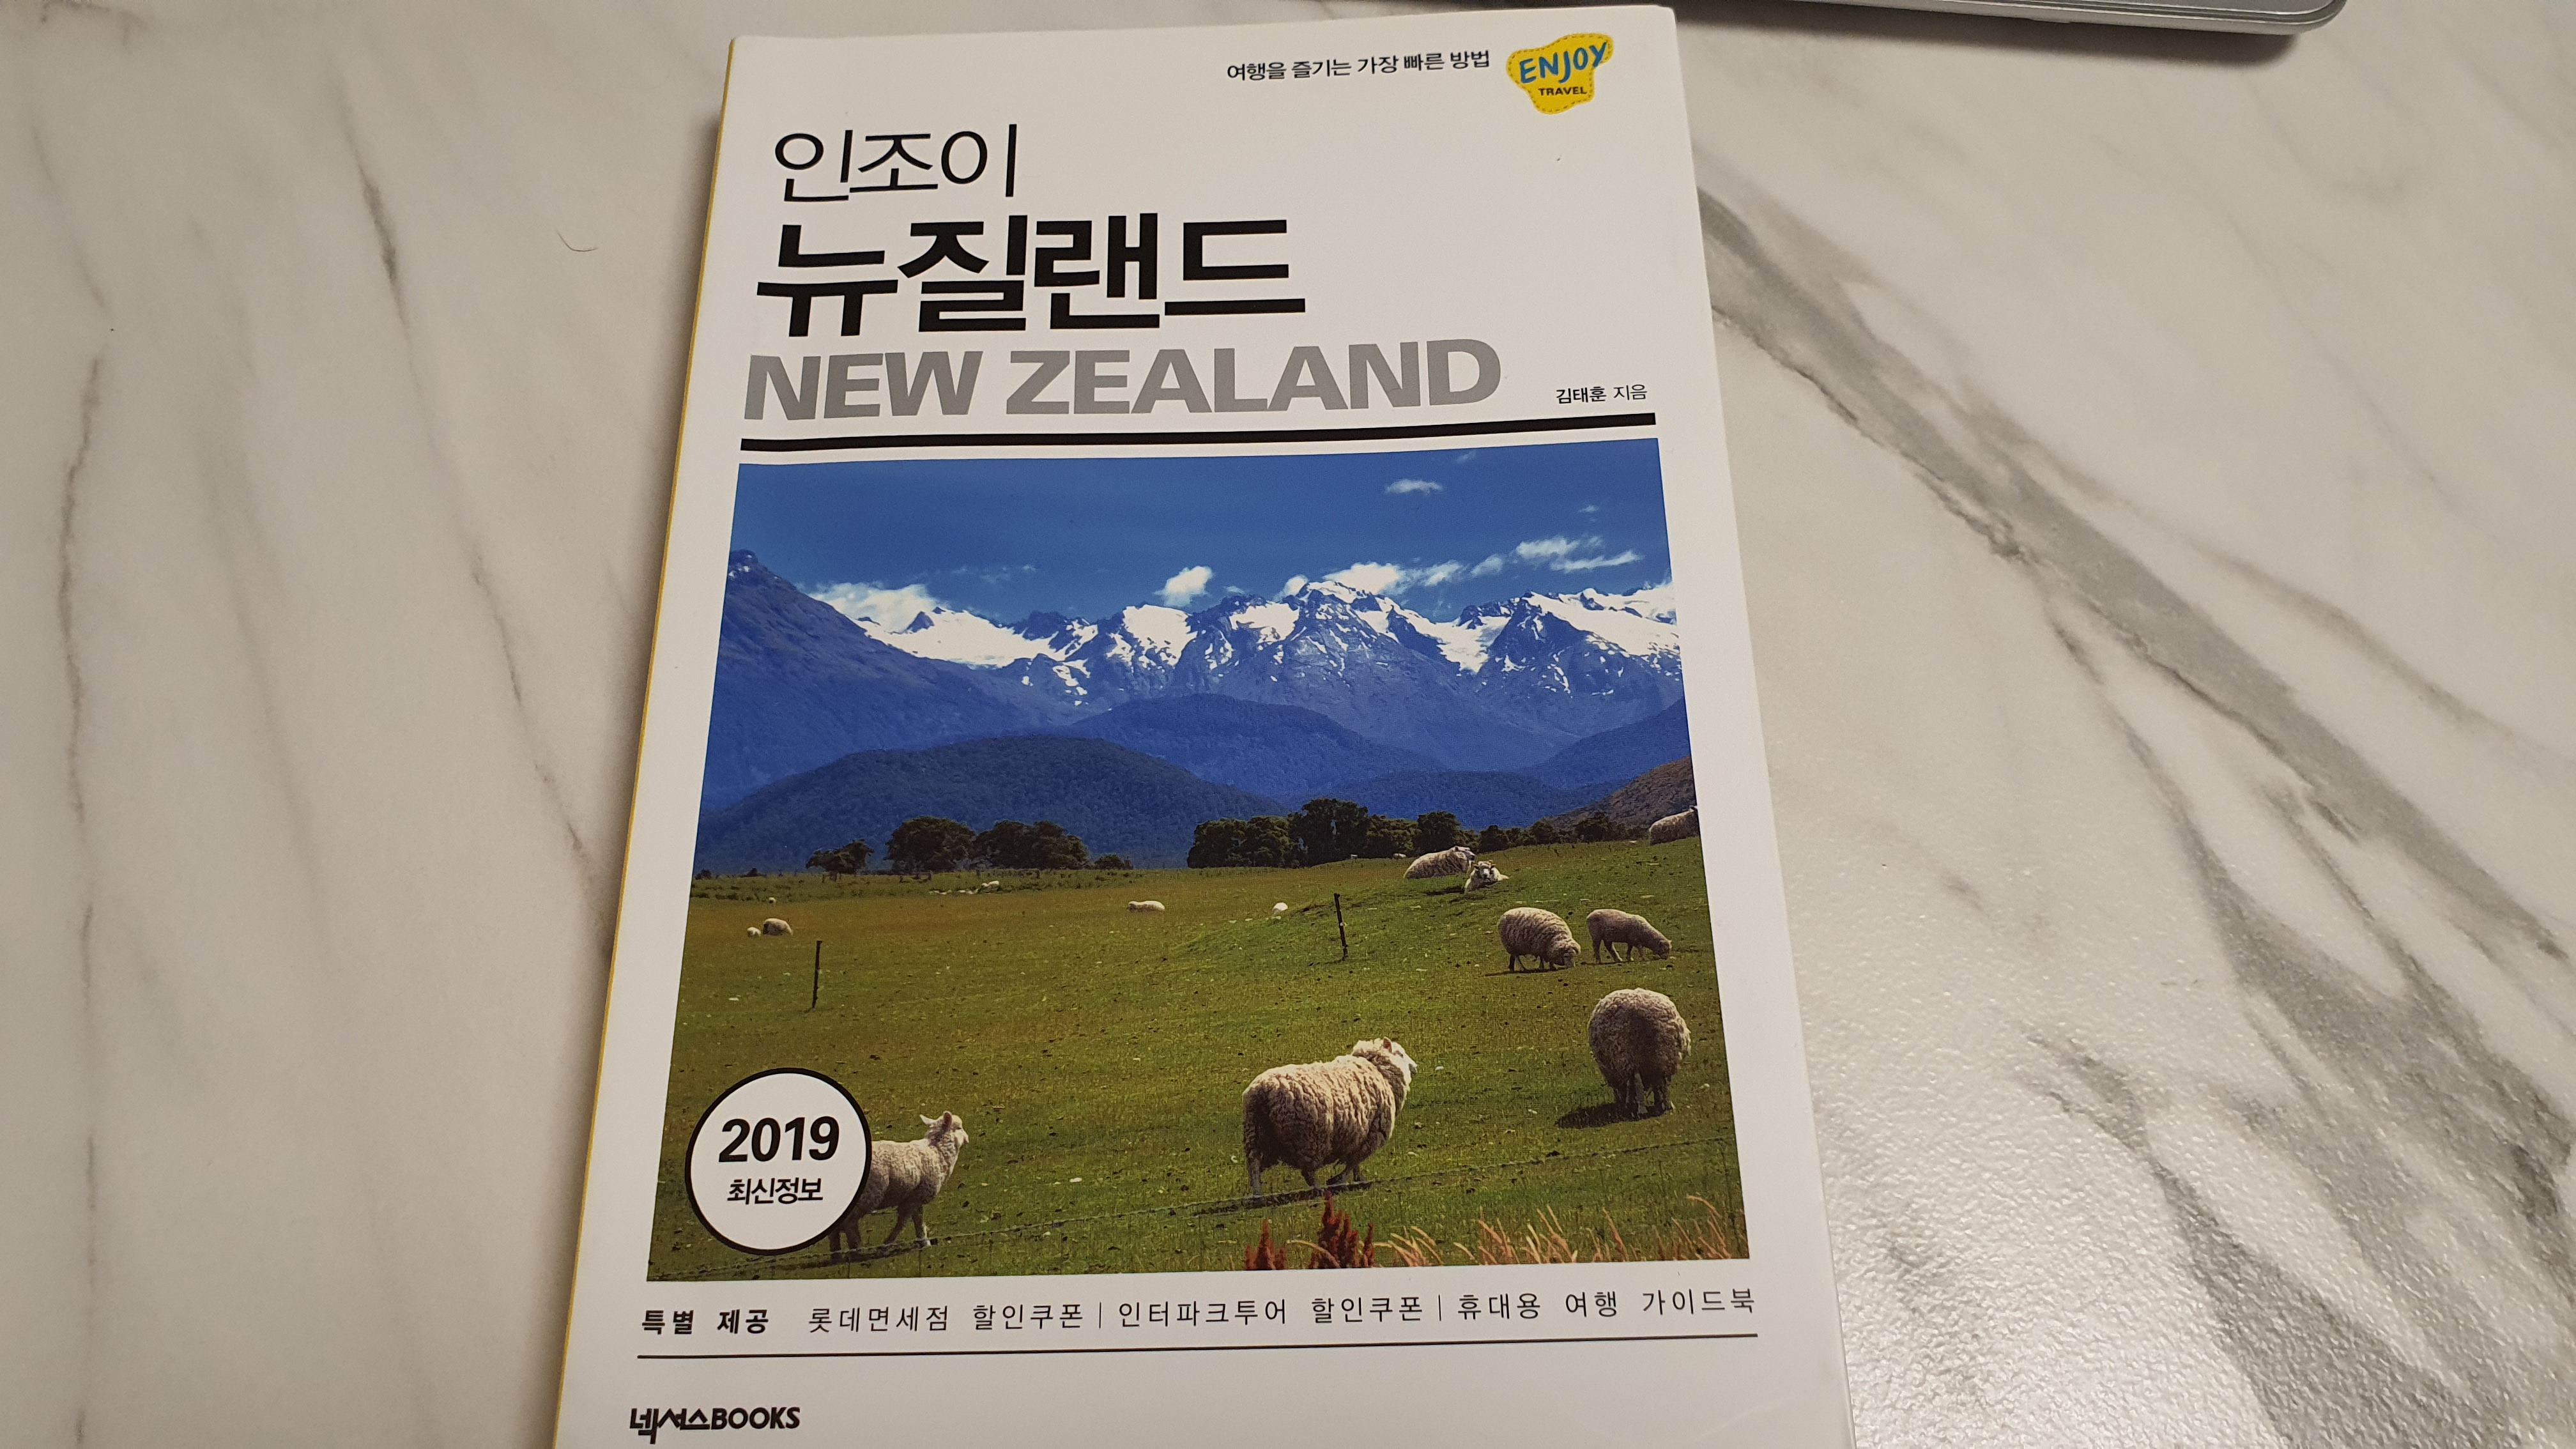 여행을 즐기는 가장 빠른 방법
ENJOY
TRAVEL
인조이
뉴질랜드
NEW ZEALAND
김태훈 지음
2019
최신정보
특별 제공 롯데면세점 할인쿠폰 | 인터파크투어 할인쿠폰 | 휴대용 여행 가이드북
넥서스BOOKS